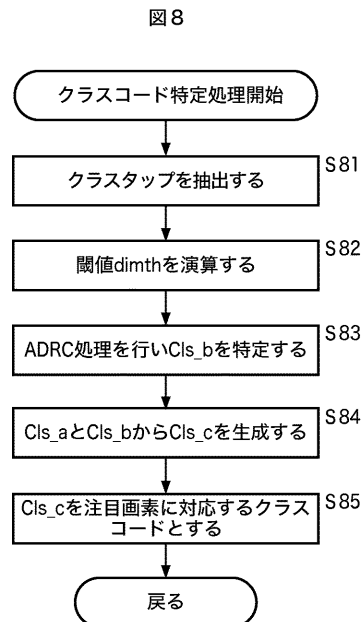 図8
クラスコード特定処理開始
クラスタップを抽出する
S81
閾値dimthを演算する
S82
ADRC処理を行いCls_bを特定する
S83
Cls_aとCls_bからCls_cを生成する
S84
Cls_cを注目画素に対応するクラス
コードとする
S85
戻る